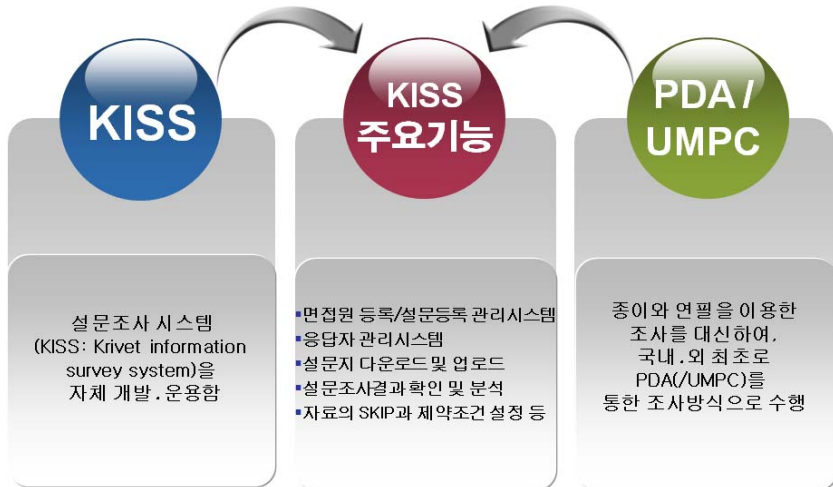 KISS
설문조사 시스템
(KISS: Krivet information
survey system)을
자체 개발.운용함
KISS
주요기능
▪면접원 등록/설문등록 관리시스템
▪응답자 관리시스템
▪설문지 다운로드 및 업로드
▪설문조사결과 확인 및 분석
▪자료의 SKIP과 제약조건 설정 등
PDA /
UMPC
종이와 연필을 이용한
조사를 대신하여,
국내.외 최초로
PDA(/UMPC)를
통한 조사방식으로 수행